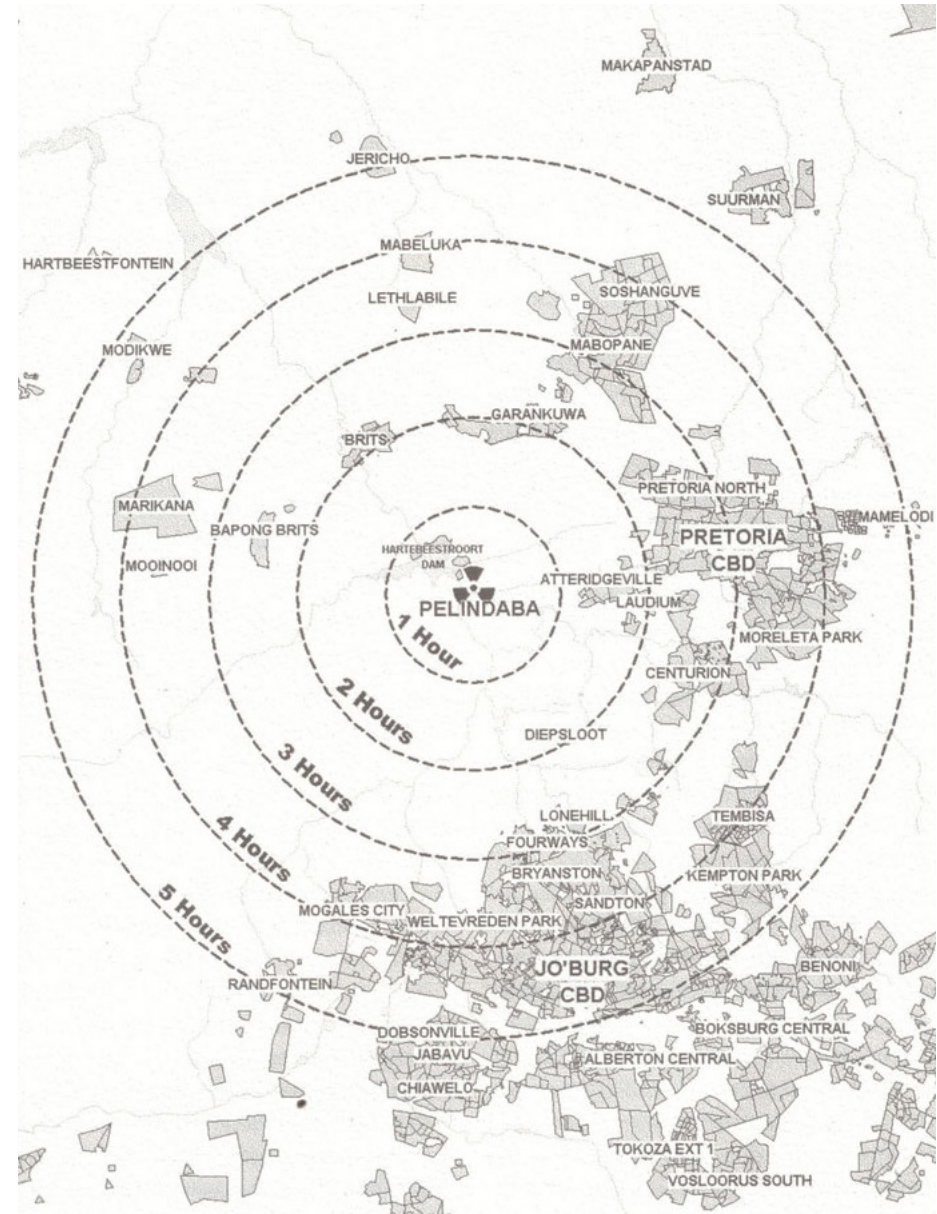 MAKAPANSTAD
JERICHO
SUURMAN
MABELUKA
HARTBEESTFONTEIN
LETHLABILE
SOSHANGUVE
MODIKWE
MABOPANE
GARANKUWA
BRITS
PRETORIA NORTH
MARIKANA
MAMELODI
BAPONG BRITS
PRETORIA
CBD
HARTEBEESTROORT
DAM
MOOINOOI
ATTERIDGEVILLE
LAUDIUM
PELINDABA
1 Hour
MORELETA PARK
CENTURION
2 Hours
DIEPSLOOT
3 Hours
LONEHILL
TEMBISA
FOURWAYS
4 Hours
BRYANSTON
KEMPTON PARK
SANDTON
MOGALES CITY
WELTEVREDEN PARK
5 Hours
JO'BURG
CBD
BENONI
RANDFONTEIN
DOBSONVILLE
BOKSBURG CENTRAL
JABAVU
ALBERTON CENTRAL
CHIAWELO
TOKOZA EXT 1
VOSLOORUS SOUTH